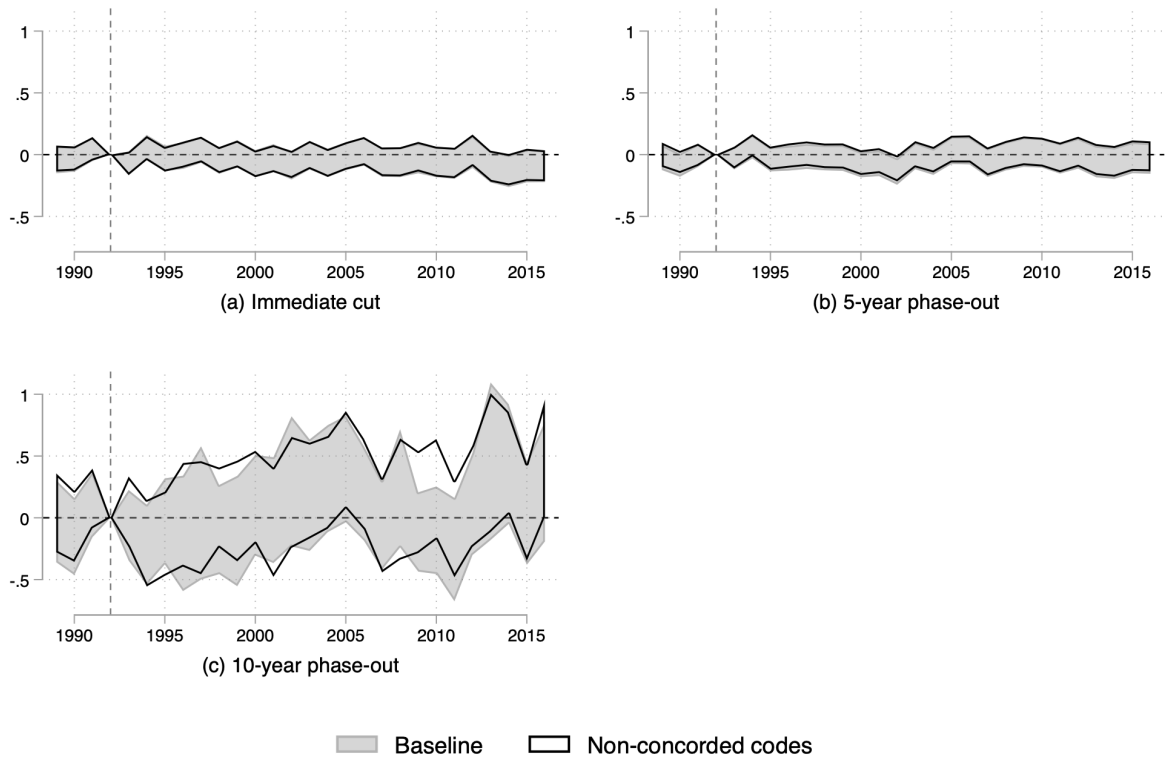 1
.5
0
-.5
1990 1995 2000 2005 2010 2015
(a) Immediate cut
1
.5
0
-.5
1990 1995 2000 2005 2010 2015
(b) 5-year phase-out
1
.5
0
-.5
1990 1995 2000 2005 2010 2015
(c) 10-year phase-out
Baseline Non-concorded codes